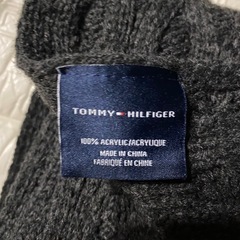 TOMMY HILFIGER
100% ACRYLIC/ACRYLIQUE
MADE IN CHINA
FABRIQUÉ EN CHINE